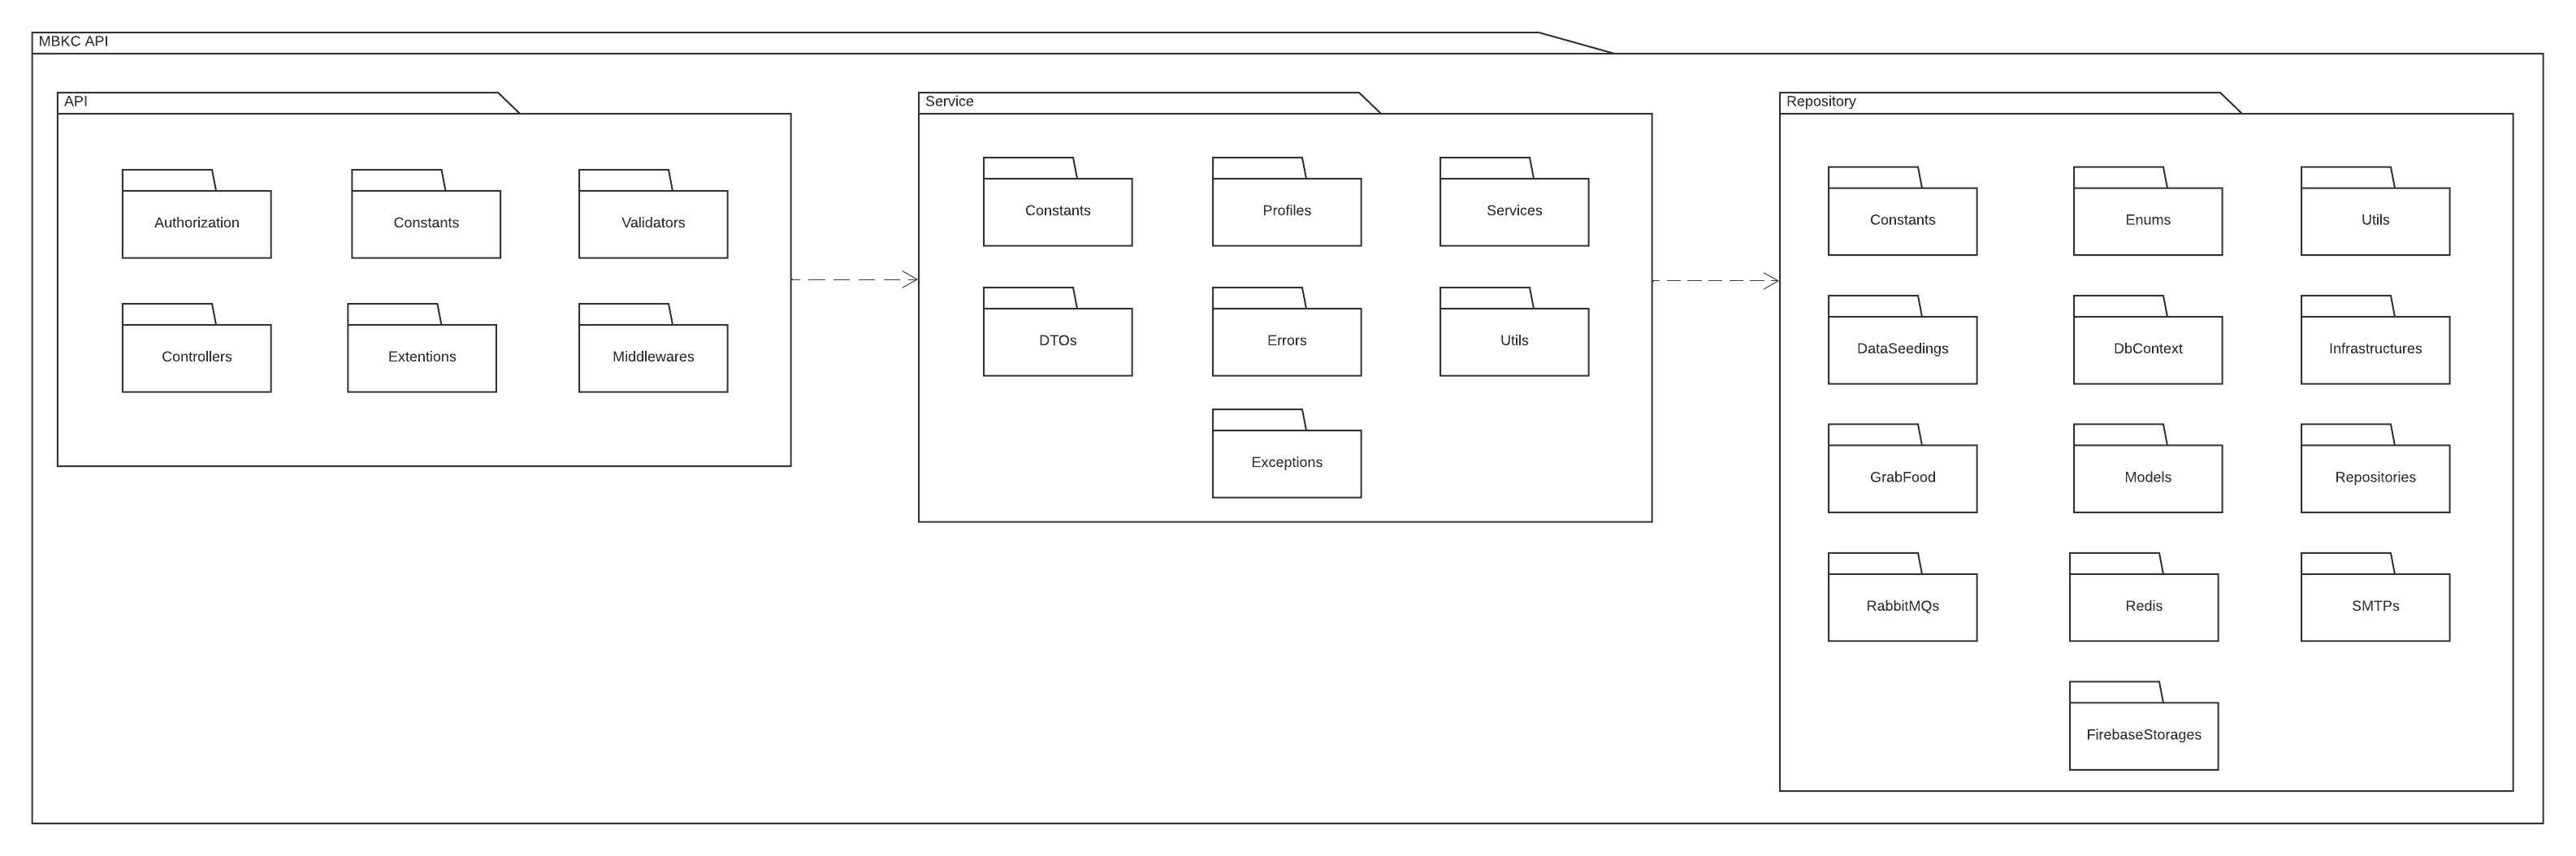 MBKC API
API
Authorization
Constants
Validators
Controllers
Extentions
Middlewares
Service
Constants
Profiles
Services
DTOs
Errors
Utils
Exceptions
Repository
Constants
Enums
Utils
DataSeedings
DbContext
Infrastructures
GrabFood
Models
Repositories
RabbitMQs
Redis
SMTPs
FirebaseStorages